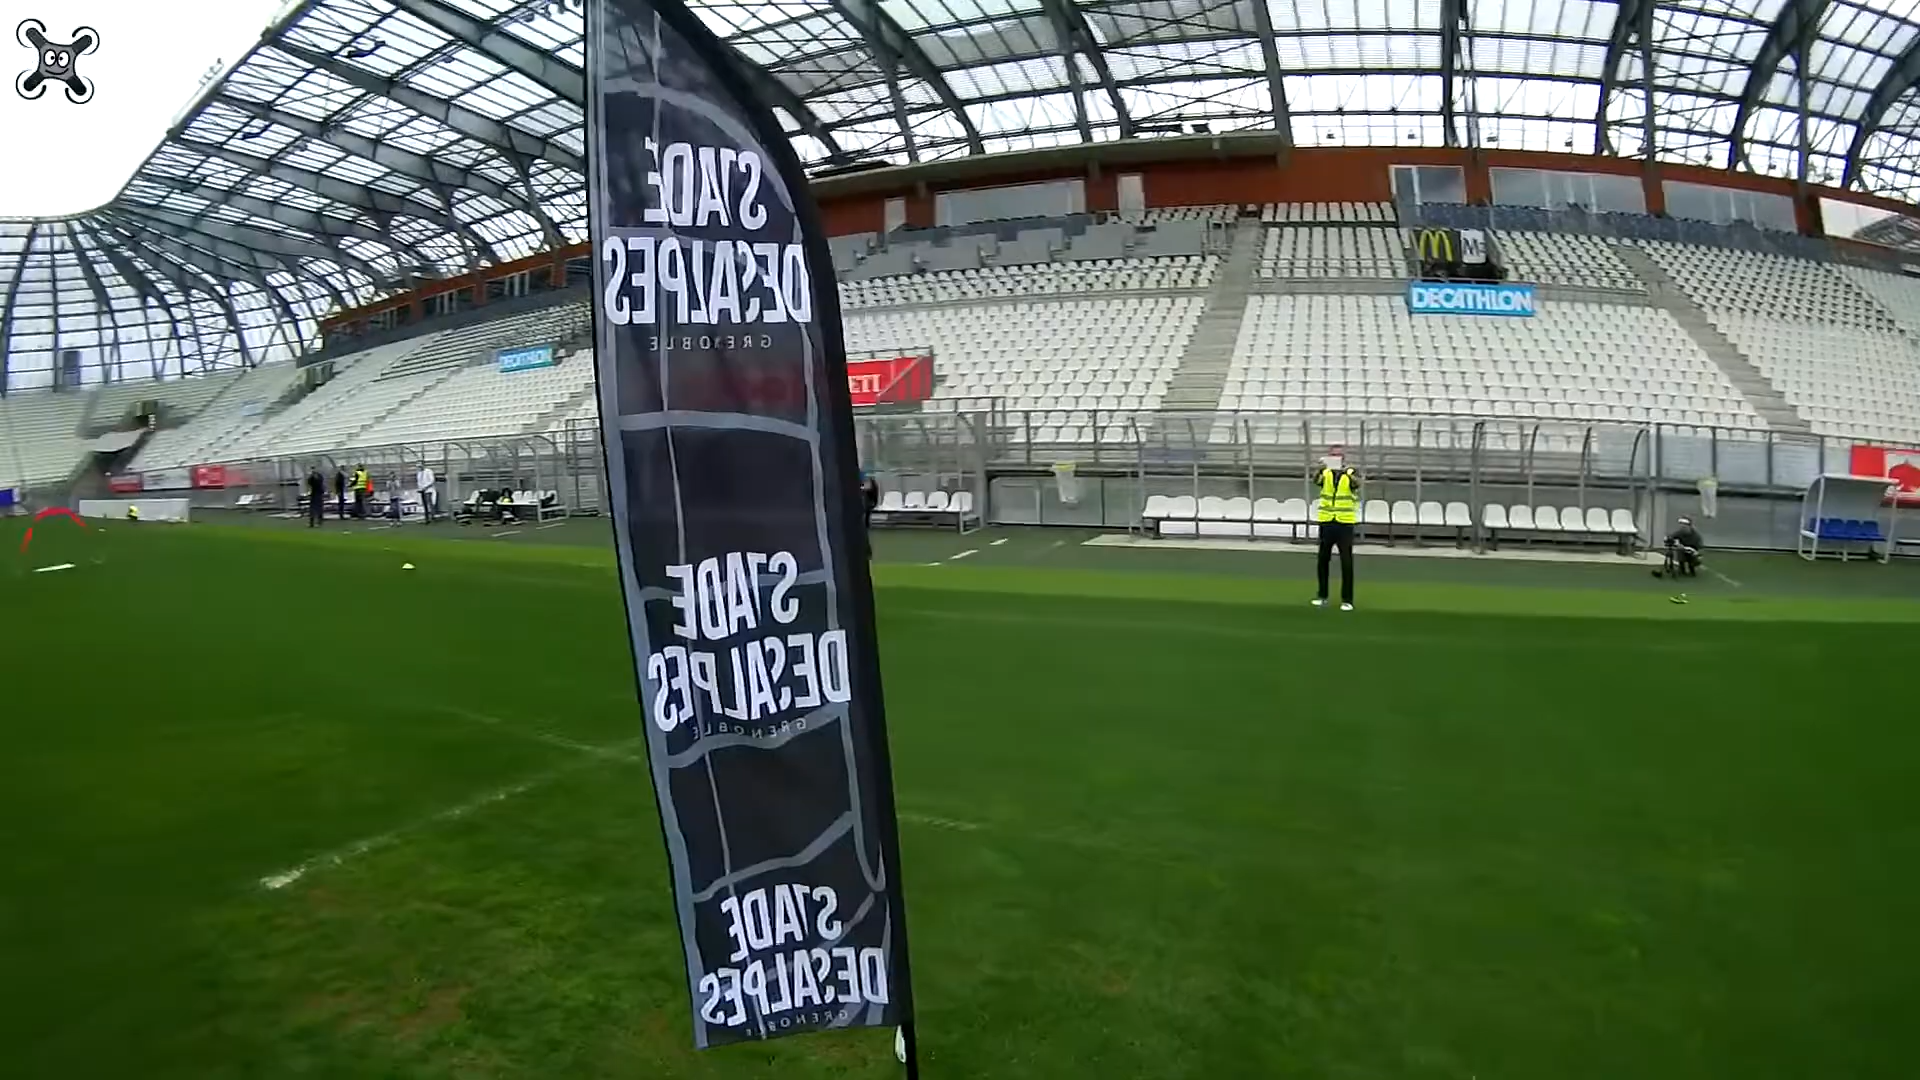 STADE
DES ALPES
GRENOBLE
STADE
DES ALPES
GRENOBLE
STADE
DES ALPES
GRENOBLE
DECATHLON
DECATHLON